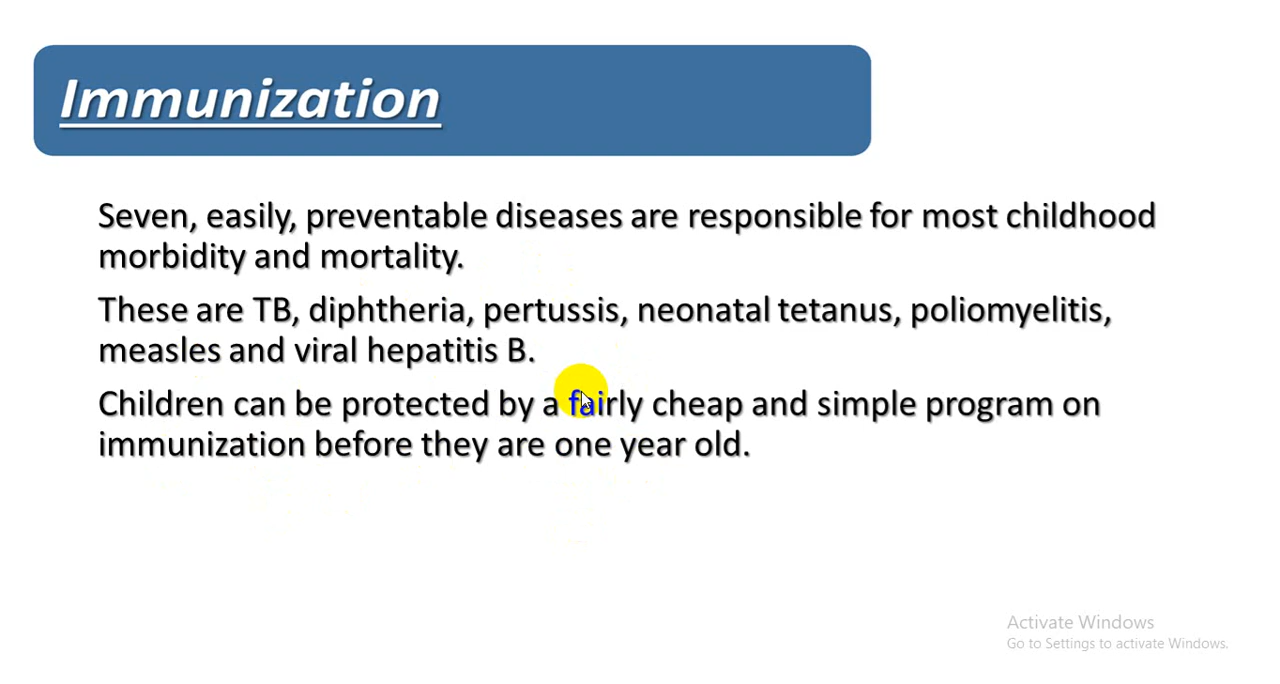 Immunization
Seven, easily, preventable diseases are responsible for most childhood
morbidity and mortality.
These are TB, diphtheria, pertussis, neonatal tetanus, poliomyelitis,
measles and viral hepatitis B.
Children can be protected by a fairly cheap and simple program on
immunization before they are one year old.
Activate Windows
Go to Settings to activate Windows.